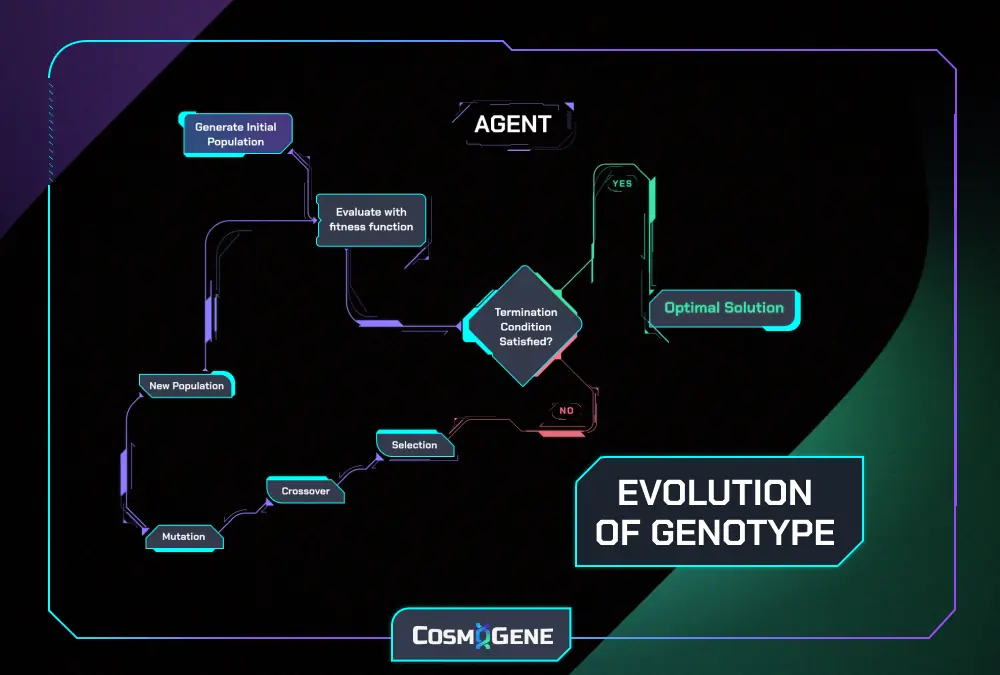 AGENT
Generate Initial
Population
YES
Evaluate with
fitness function
Optimal Solution
Termination
Condition
Satisfied?
New Population
NO
Selection
Crossover
Mutation
EVOLUTION
OF GENOTYPE
COSMOGENE